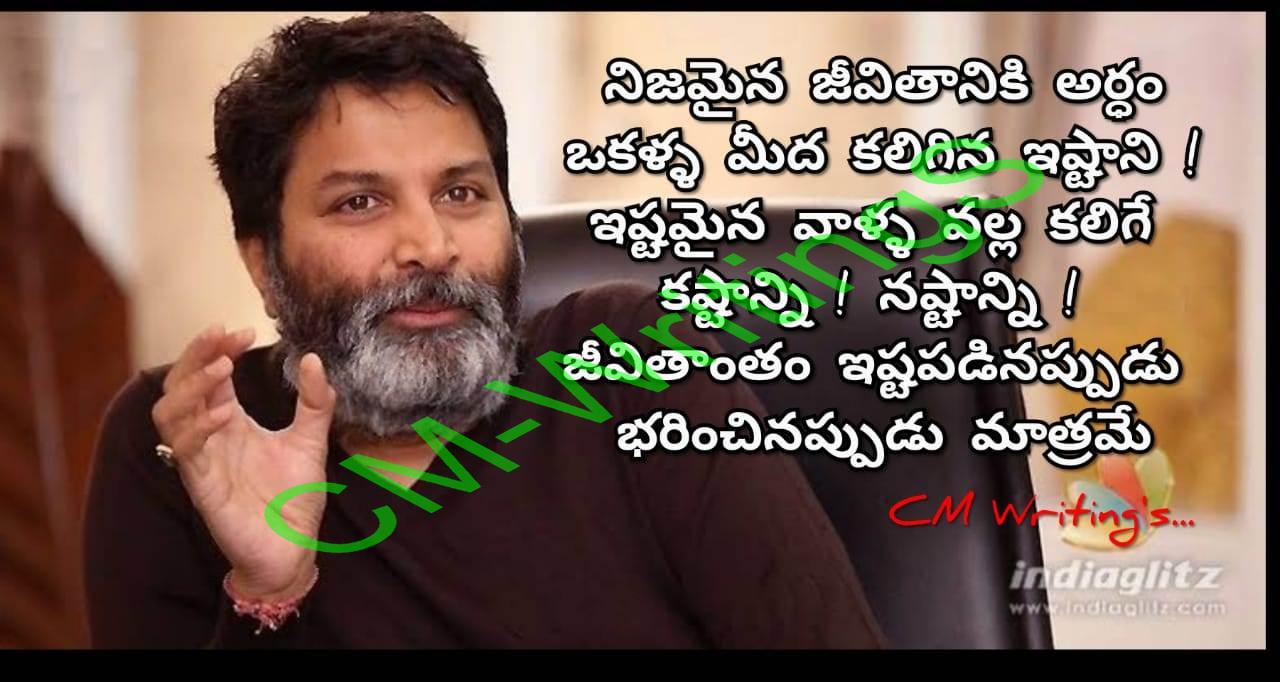 నిజమైన జీవితానికి అర్ధం
ఒకళ్ళ మీద కలిగిన ఇష్టాని !
ఇష్టమైన వాళ్ళ వల్ల కలిగే
కష్టాన్ని ! నష్టాన్ని !
జీవితాంతం ఇష్టపడినప్పుడు
భరించినప్పుడు మాత్రమే
CM-WritingS
CM Writing's...
indiaglitz
www.indiaglitz.com